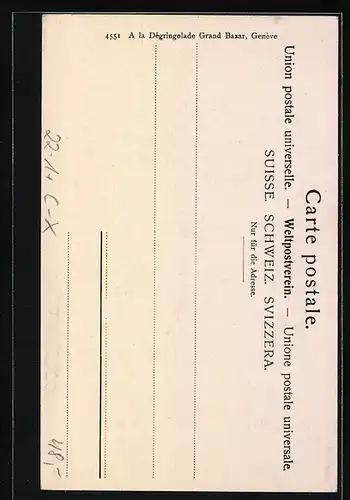 Carte postale.
Union postale universelle. — Weltpostverein. — Unione postale universale.
SUISSE. SCHWEIZ. SVIZZERA.
Nur für die Adresse.
4551 A la Dégringolade Grand Bazar, Genève
48,-